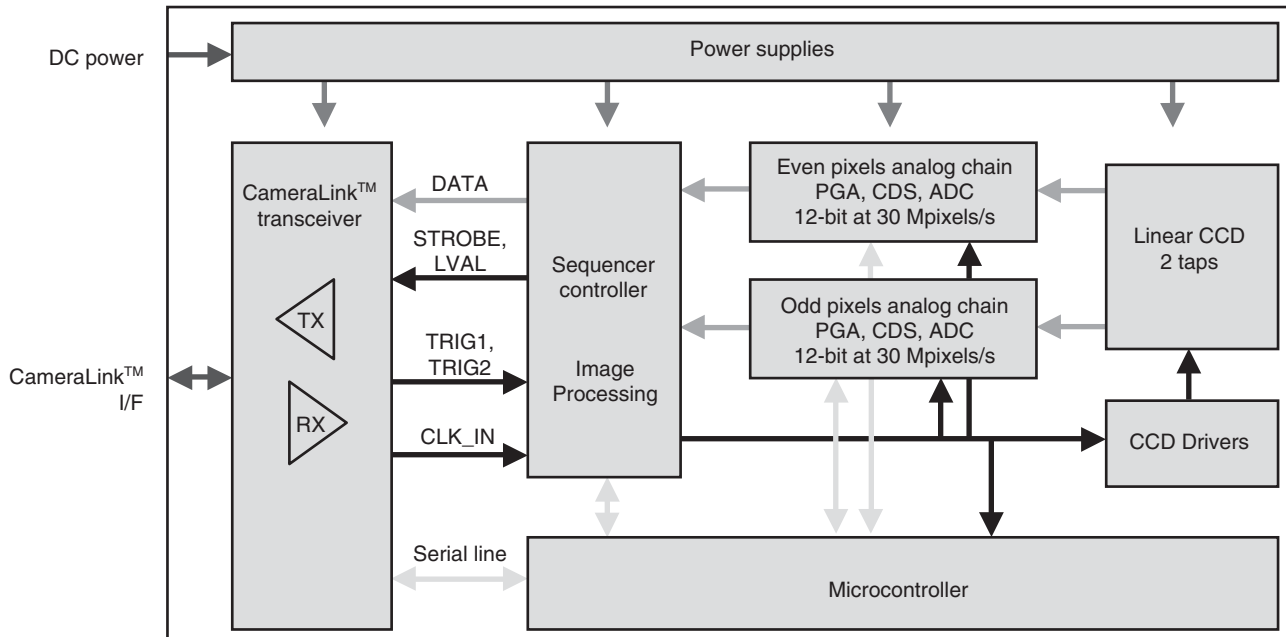 DC power
Power supplies
CameraLink™
transceiver
TX
RX
CameraLink™
I/F
DATA
STROBE,
LVAL
TRIG1,
TRIG2
CLK_IN
Serial line
Sequencer
controller
Image
Processing
Even pixels analog chain
PGA, CDS, ADC
12-bit at 30 Mpixels/s
Odd pixels analog chain
PGA, CDS, ADC
12-bit at 30 Mpixels/s
Linear CCD
2 taps
CCD Drivers
Microcontroller